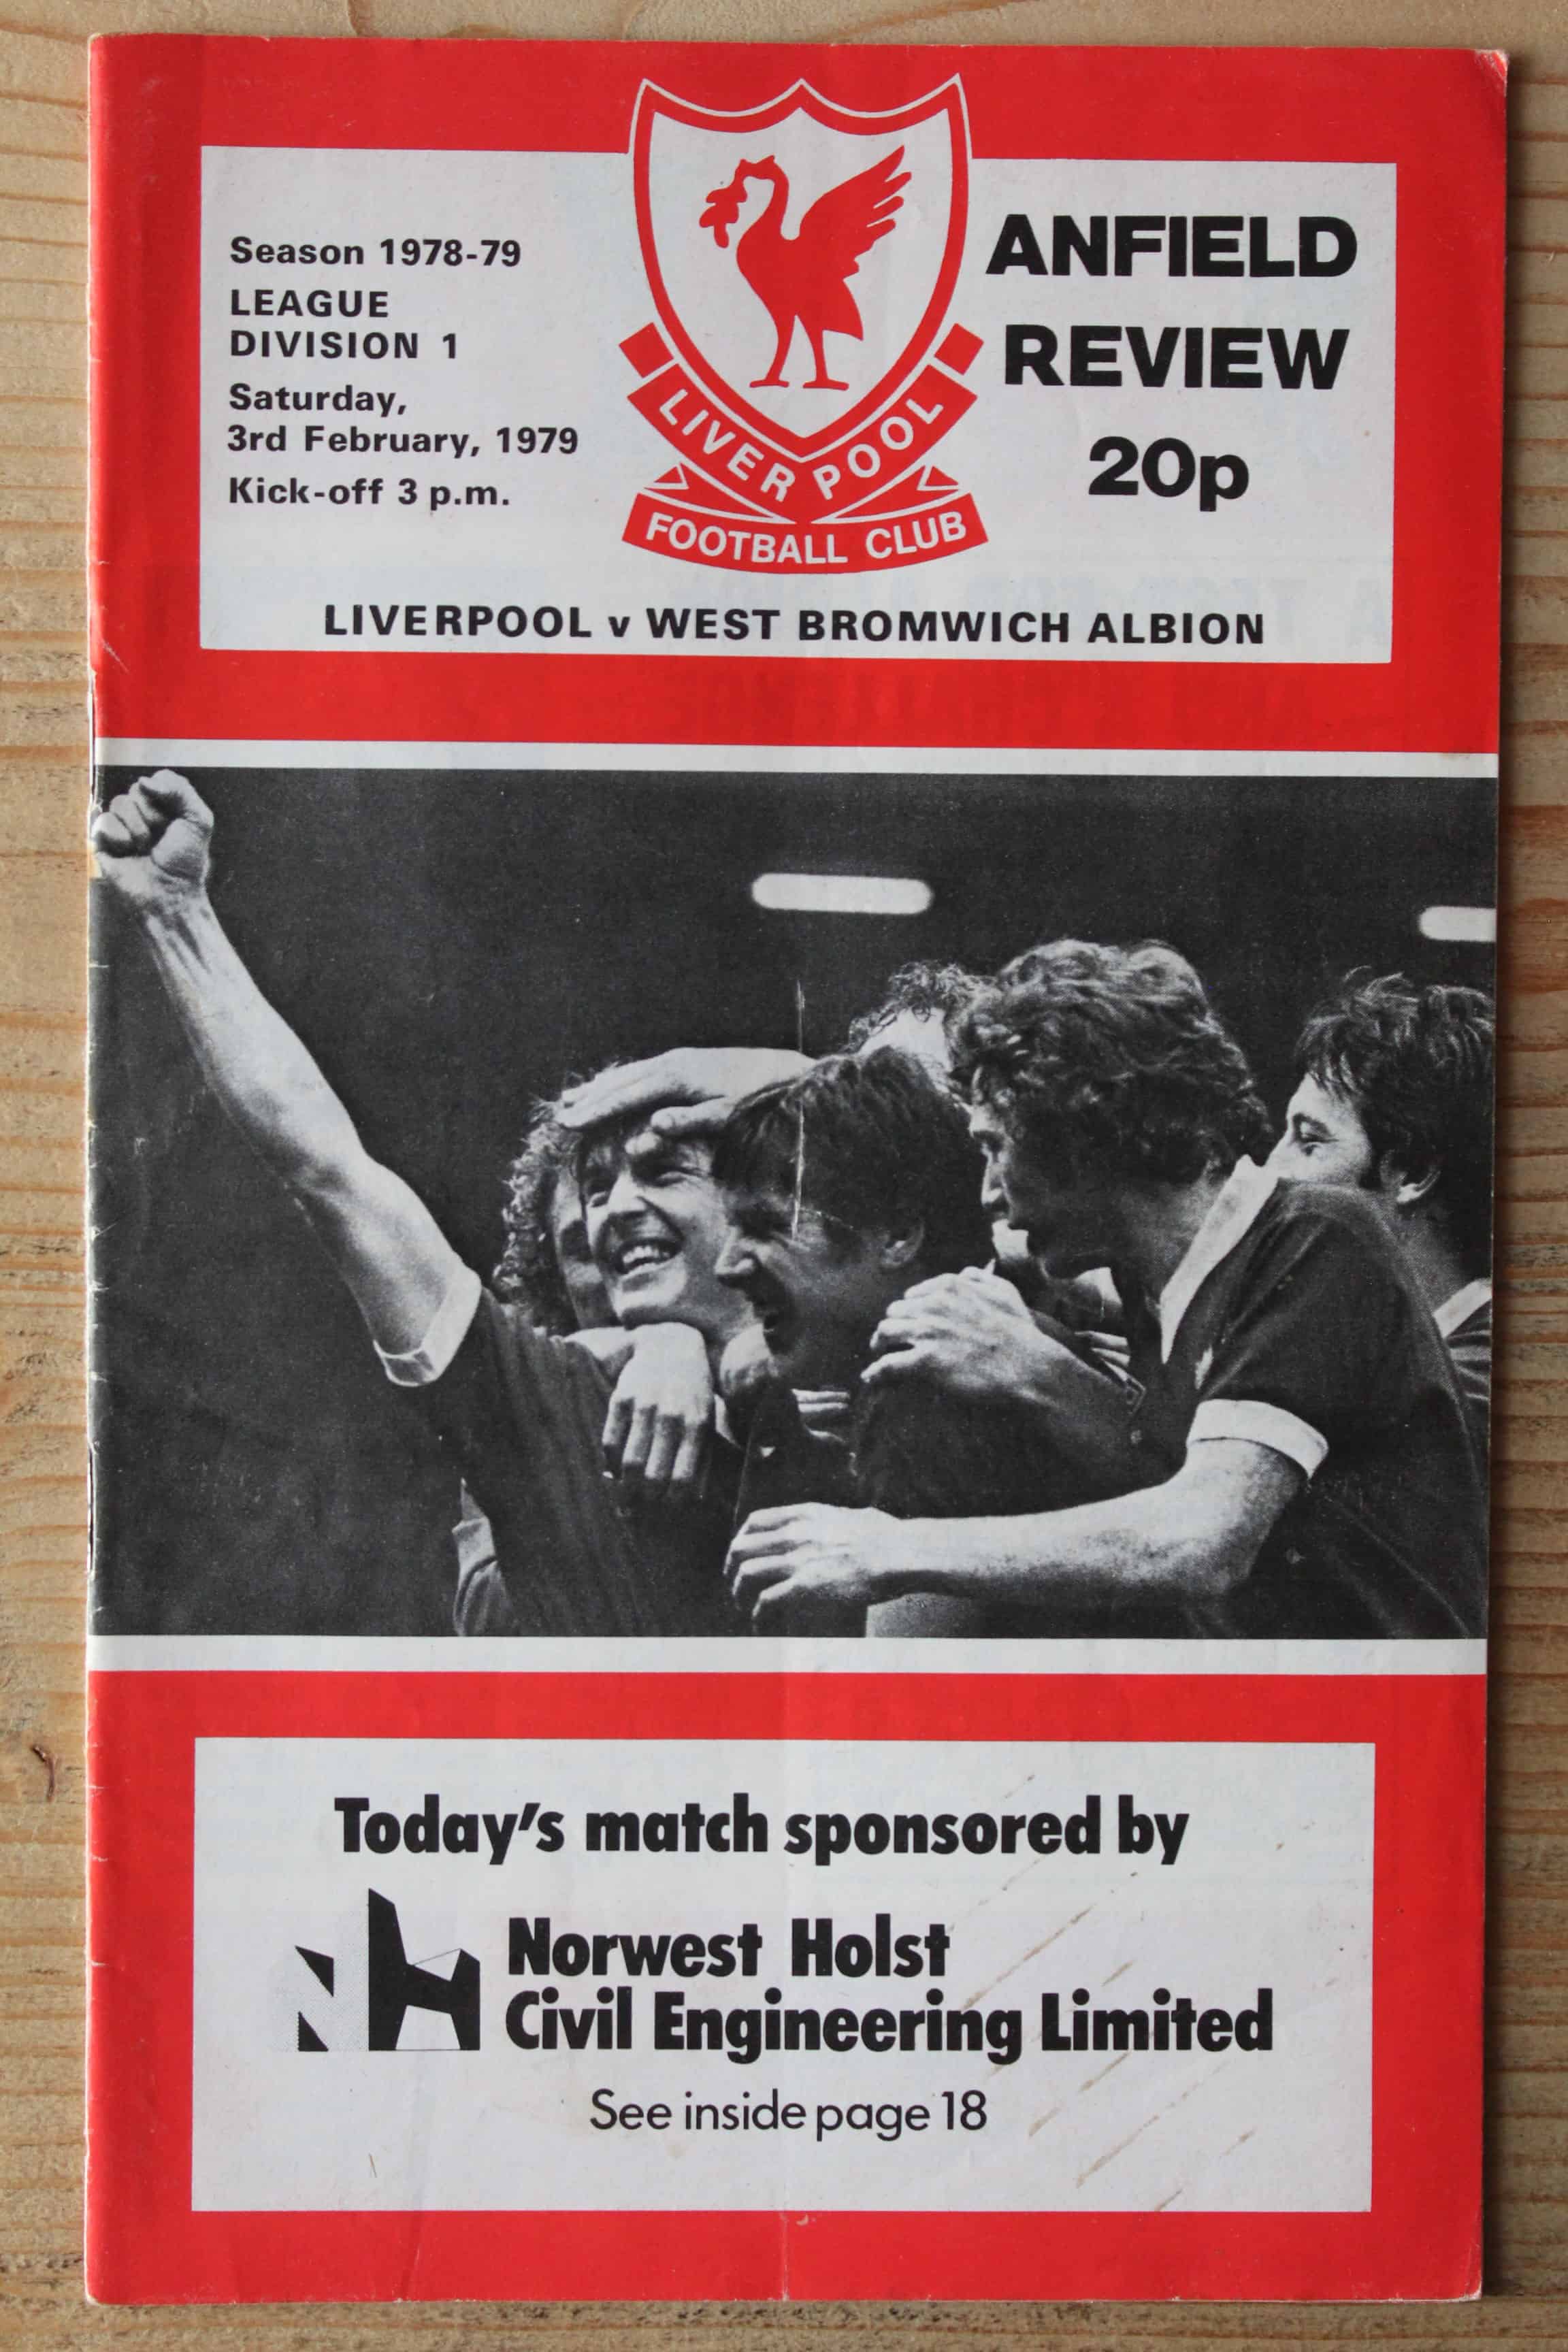 Season 1978-79
LEAGUE
DIVISION 1
Saturday,
3rd February, 1979
Kick-off 3 p.m.
LIVERPOOL
FOOTBALL CLUB
ANFIELD
REVIEW
20p
LIVERPOOL v WEST BROMWICH ALBION
Today's match sponsored by
Norwest Holst
Civil Engineering Limited
See inside page 18